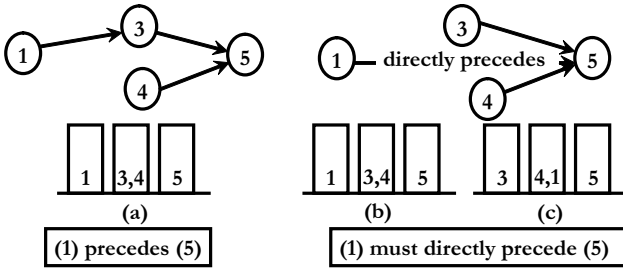 3
1
5
4
1
3,4
5
(a)
(1) precedes (5)
3
1
directly precedes
5
4
1
3,4
5
(b)
3
4,1
5
(c)
(1) must directly precede (5)